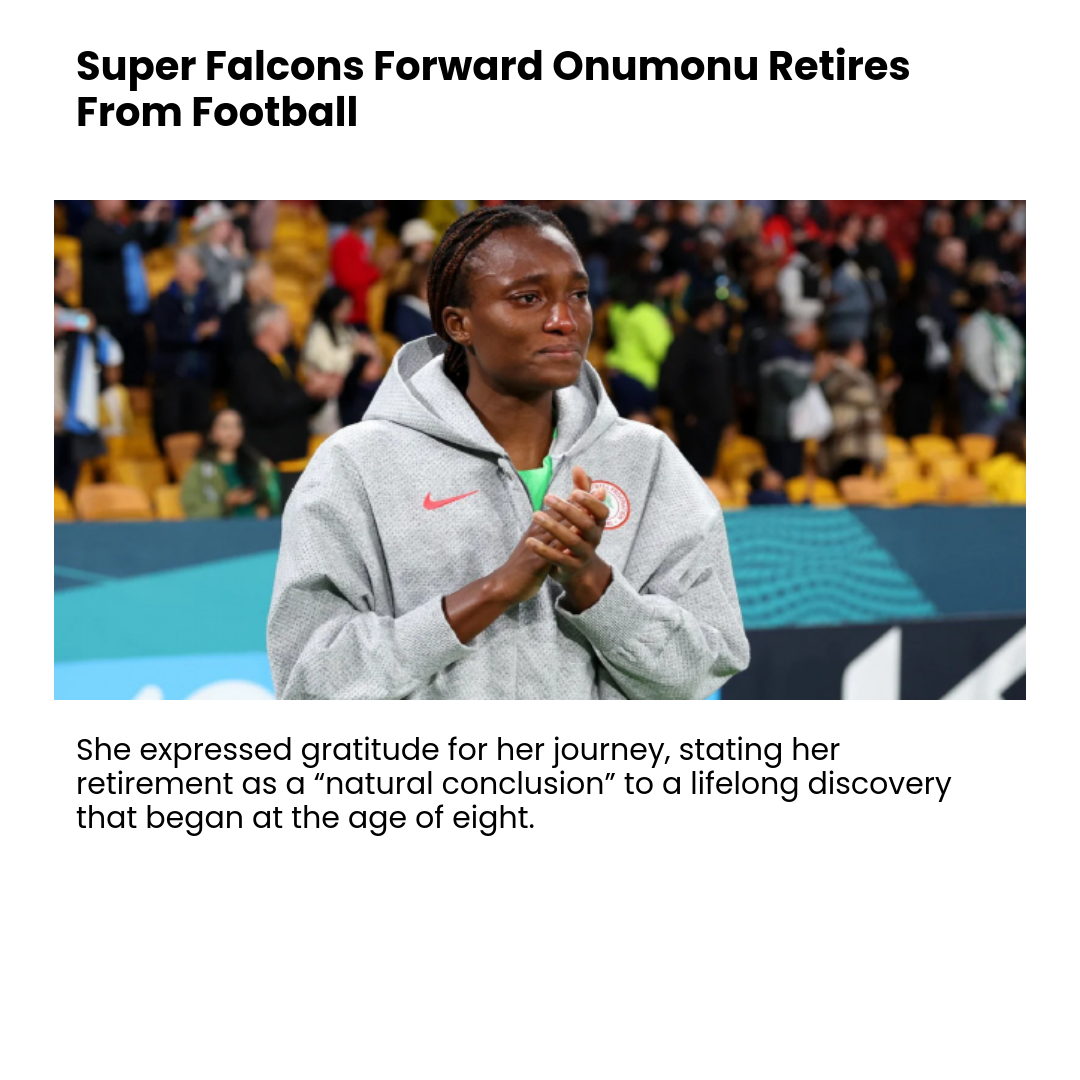 Super Falcons Forward Onumonu Retires
From Football
She expressed gratitude for her journey, stating her
retirement as a “natural conclusion” to a lifelong discovery
that began at the age of eight.